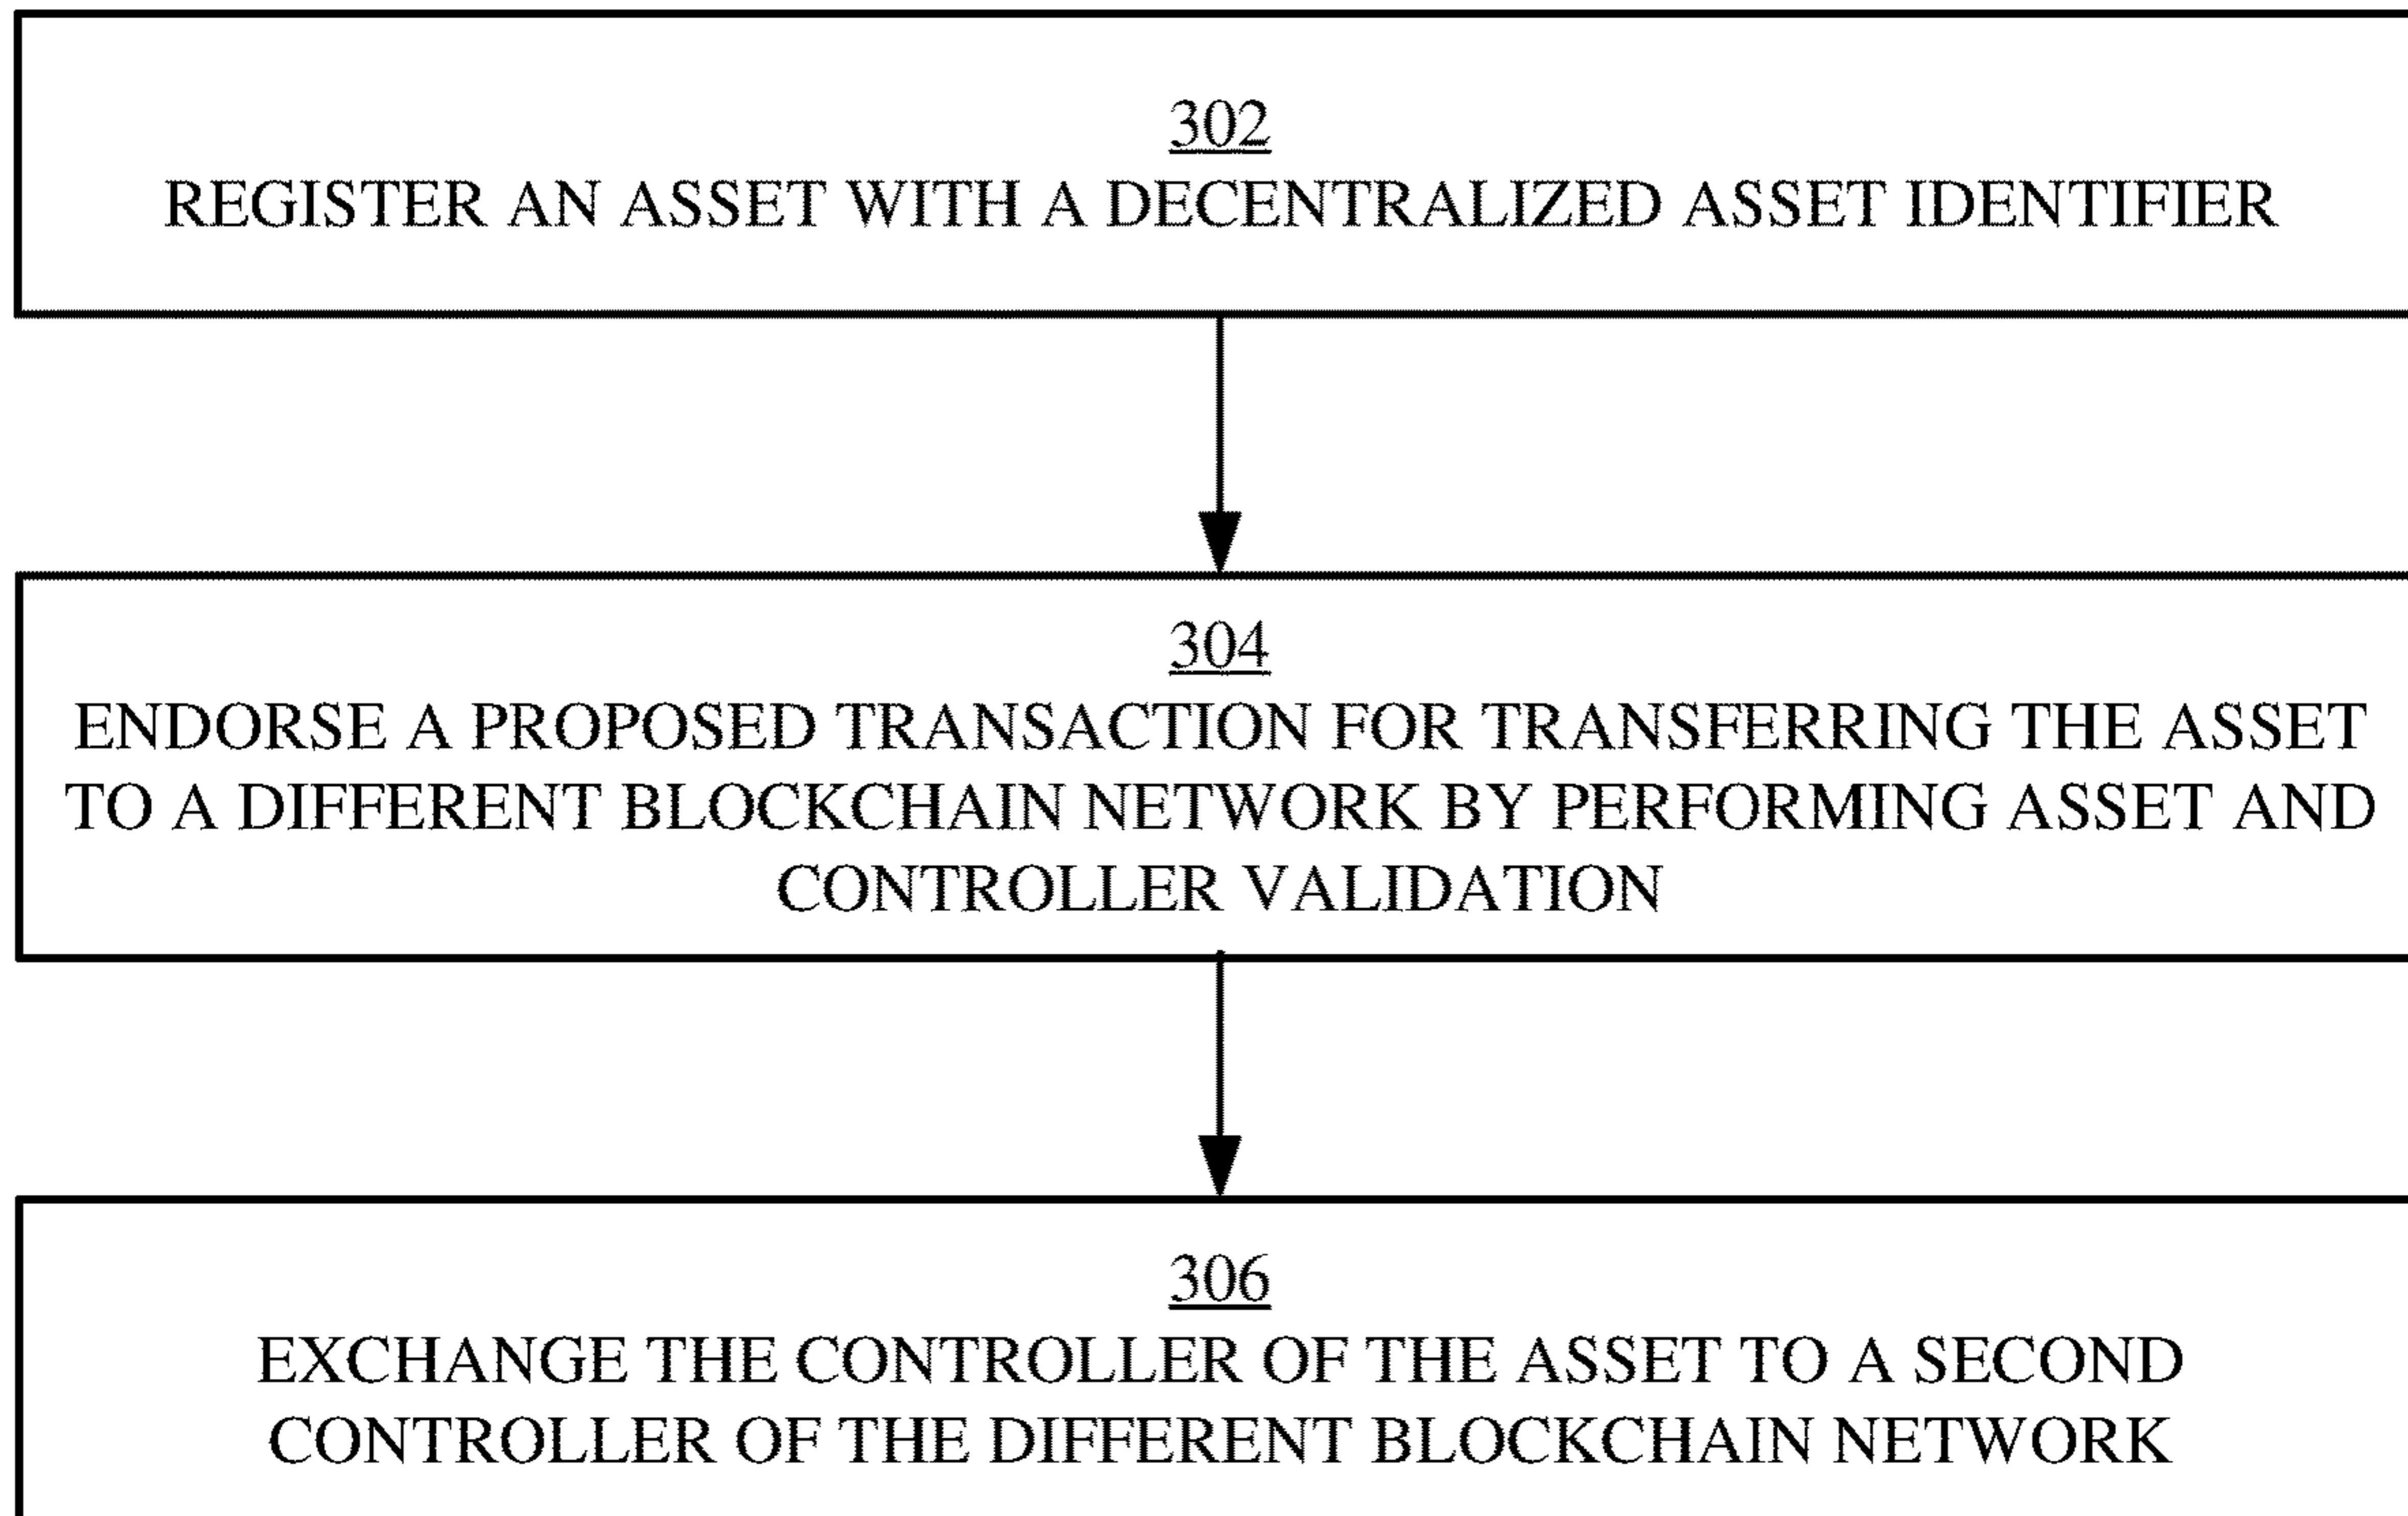 302
REGISTER AN ASSET WITH A DECENTRALIZED ASSET IDENTIFIER
304
ENDORSE A PROPOSED TRANSACTION FOR TRANSFERRING THE ASSET
TO A DIFFERENT BLOCKCHAIN NETWORK BY PERFORMING ASSET AND
CONTROLLER VALIDATION
306
EXCHANGE THE CONTROLLER OF THE ASSET TO A SECOND
CONTROLLER OF THE DIFFERENT BLOCKCHAIN NETWORK